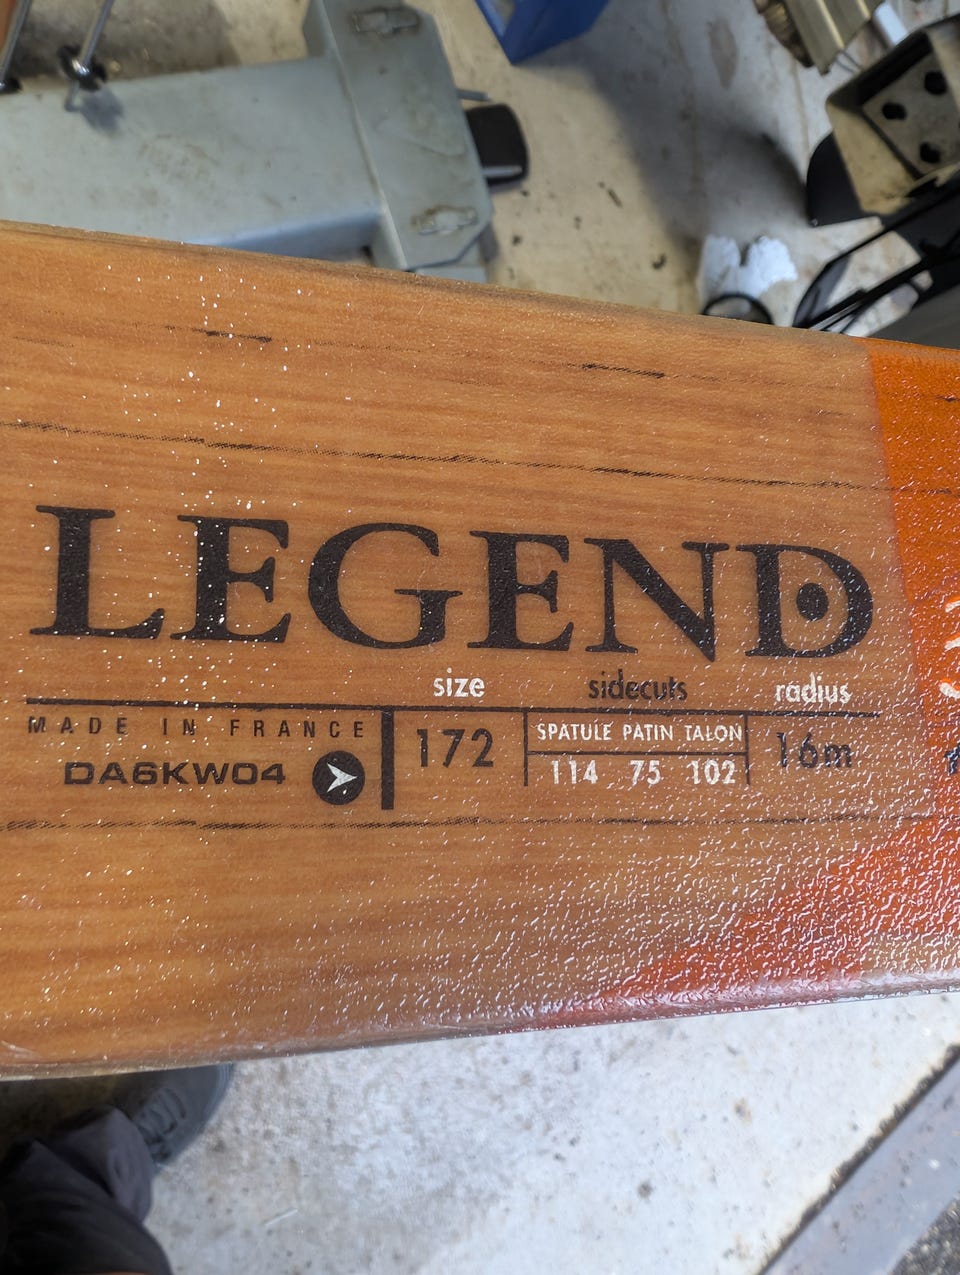 LEGEND
size sidecuts radius
MADE IN FRANCE
DA6KW04
172
SPATULE PATIN TALON
114 75 102
16m